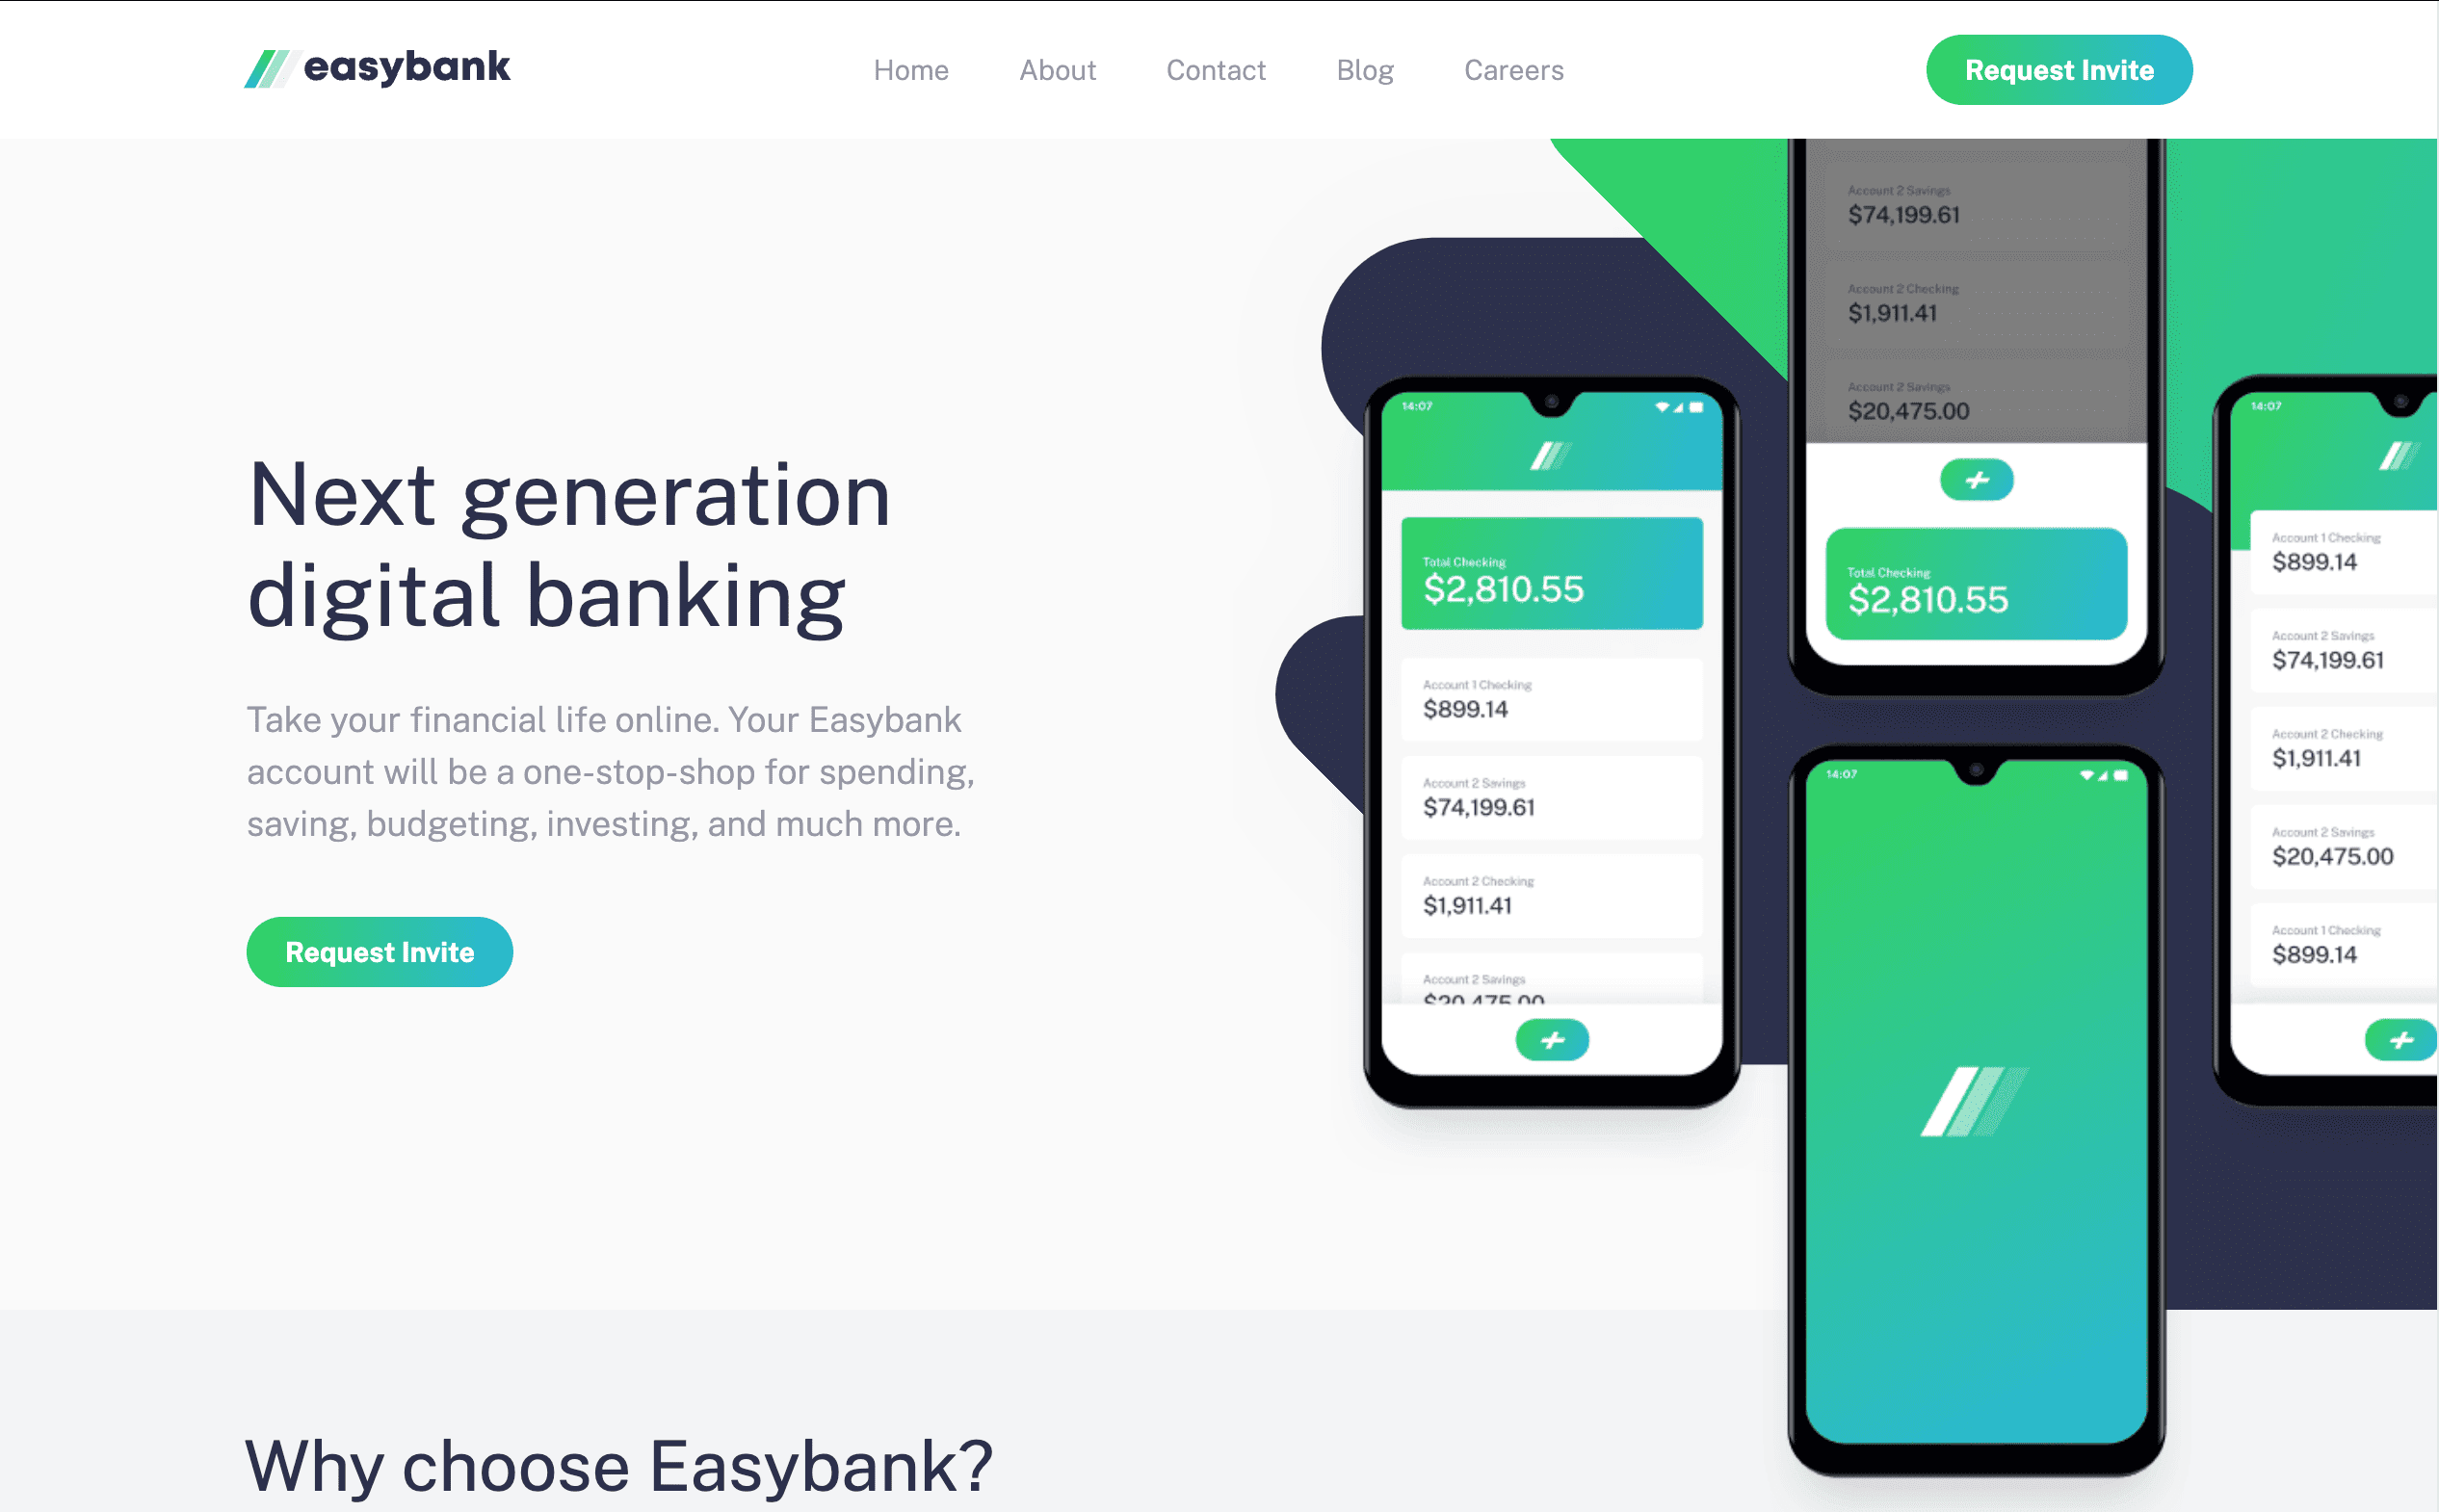 easybank
Home
About
Contact
Blog
Careers
Request Invite
Next generation
digital banking
Take your financial life online. Your Easybank
account will be a one-stop-shop for spending,
saving, budgeting, investing, and much more.
Request Invite
14:07
Total Checking
$2,810.55
Account 1 Checking
$899.14
Account 2 Savings
$74,199.61
Account 2 Checking
$1,911.41
Account 2 Savings
$20,475.00
Account 2 Savings
$74,199.61
Account 2 Checking
$1,911.41
Account 2 Savings
$20,475.00
Total Checking
$2,810.55
14:07
14:07
Account 1 Checking
$899.14
Account 2 Savings
$74,199.61
Account 2 Checking
$1,911.41
Account 2 Savings
$20,475.00
Account 1 Checking
$899.14
Why choose Easybank?